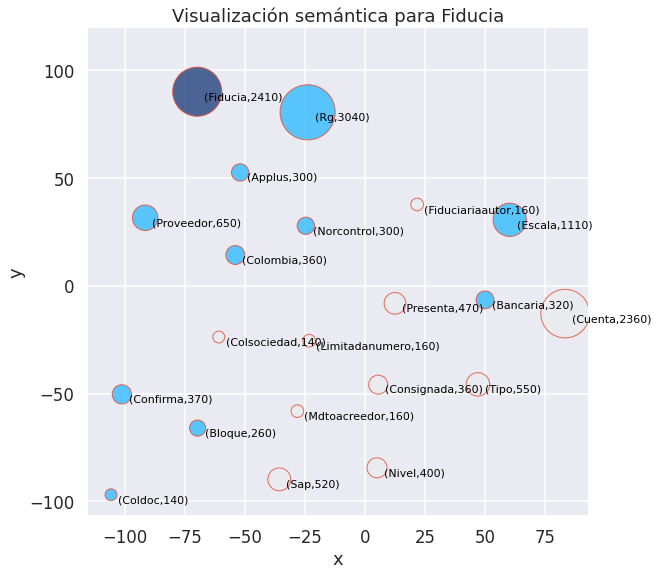 Visualización semántica para Fiducia
100
(Fiducia,2410)
(Rg,3040)
50
(Applus,300)
(Fiduciariaautor,160)
(Proveedor,650)
(Escala,1110)
(Norcontrol,300)
(Colombia,360)
y
0
(Presenta,470)
(Bancaria,320)
(Cuenta,2360)
(Colsociedad,140)
(Limitadanumero,160)
−50
(Consignada,360)
(Tipo,550)
(Confirma,370)
(Mdtoacreedor,160)
(Bloque,260)
(Nivel,400)
(Sap,520)
−100
(Coldoc,140)
−100 −75 −50 −25 0 25 50 75
x